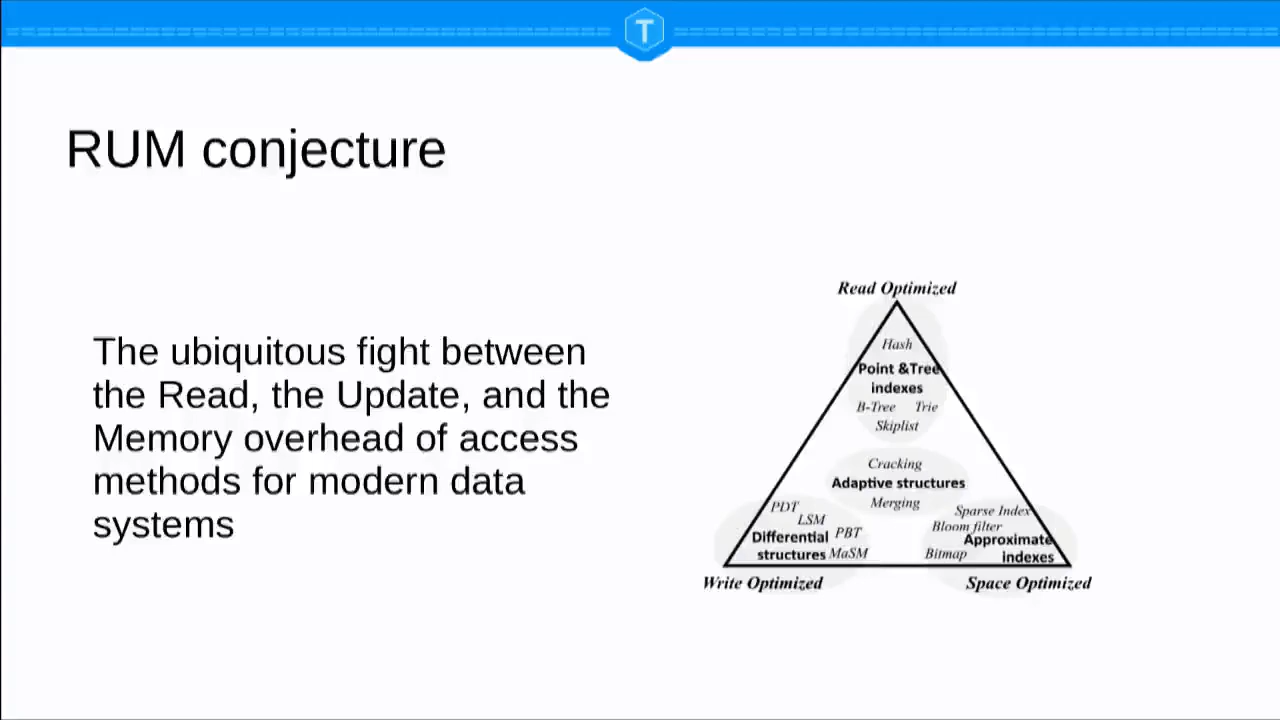 T
RUM conjecture
The ubiquitous fight between
the Read, the Update, and the
Memory overhead of access
methods for modern data
systems
Read Optimized
Hash
Point &Tree
indexes
B-Tree Trie
Skiplist
Cracking
Adaptive structures
Merging
PDT
LSM
PBT
Differential
structures
MaSM
Sparse Index
Bloom filter
Approximate
Bitmap
indexes
Write Optimized
Space Optimized